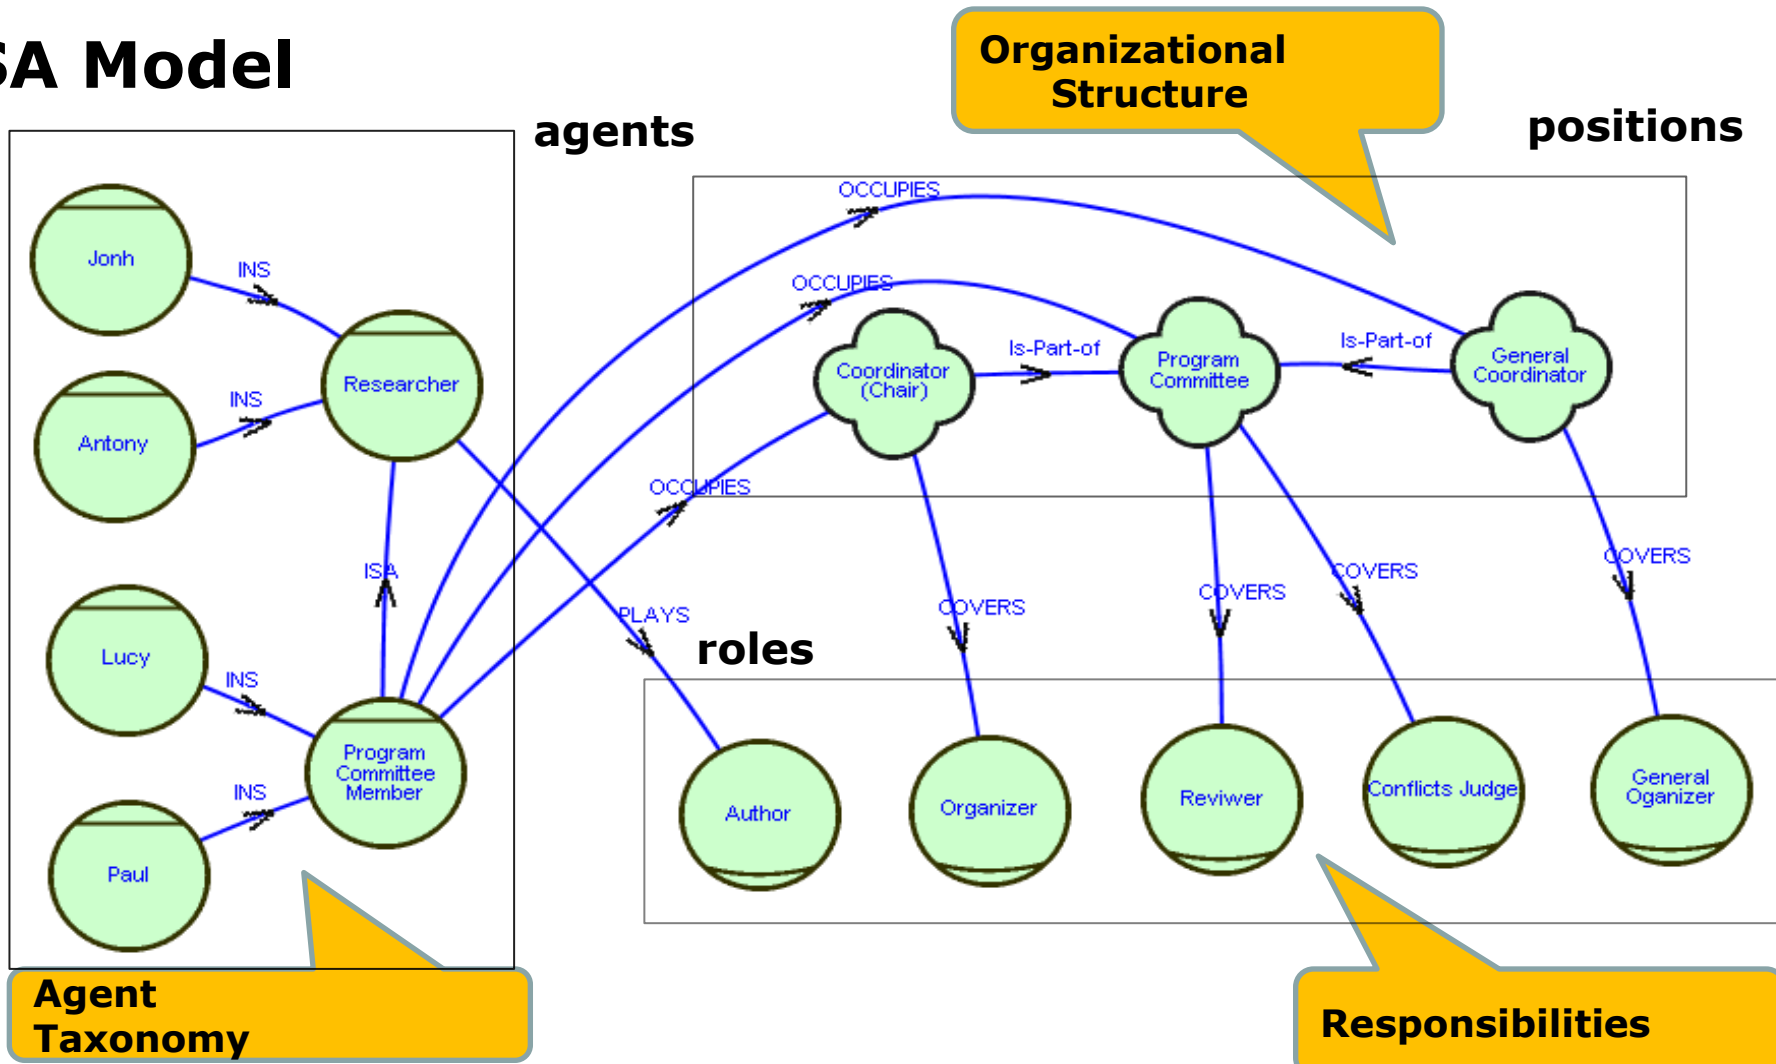 SA Model
Organizational
Structure
agents
positions
OCCUPIES
Jonh
INS
OCCUPIES
Is-Part-of
Is-Part-of
Researcher
Coordinator
(Chair)
Program
Committee
General
Coordinator
INS
Antony
OCCUPIES
ISA
COVERS
COVERS
COVERS
COVERS
PLAYS
roles
Lucy
INS
Program
Committee
Member
INS
Author
Organizer
Reviwer
Conflicts Judge
General
Oganizer
Paul
Agent
Taxonomy
Responsibilities